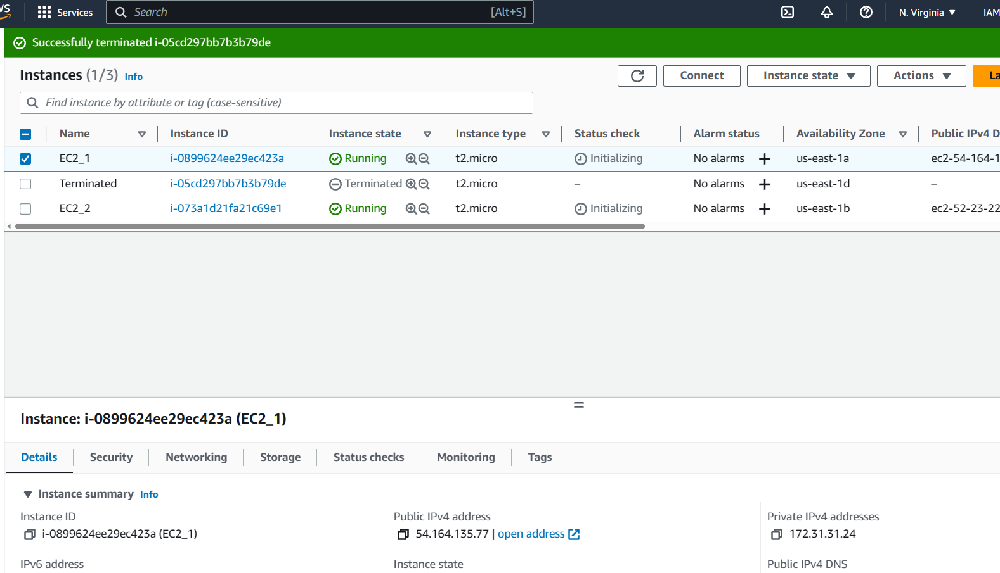 Services Search [Alt+S] N. Virginia IAM
Successfully terminated i-05cd297bb7b3b79de
Instances (1/3) Info Connect Instance state Actions La
Find instance by attribute or tag (case-sensitive)
Name Instance ID Instance state Instance type Status check Alarm status Availability Zone Public IPv4 D
EC2_1 i-0899624ee29ec423a Running t2.micro Initializing No alarms + us-east-1a ec2-54-164-1
Terminated i-05cd297bb7b3b79de Terminated t2.micro – No alarms + us-east-1d –
EC2_2 i-073a1d21fa21c69e1 Running t2.micro Initializing No alarms + us-east-1b ec2-52-23-22
Instance: i-0899624ee29ec423a (EC2_1)
Details Security Networking Storage Status checks Monitoring Tags
Instance summary Info
Instance ID Public IPv4 address Private IPv4 addresses
i-0899624ee29ec423a (EC2_1) 54.164.135.77 | open address 172.31.31.24
IPv6 address Instance state Public IPv4 DNS